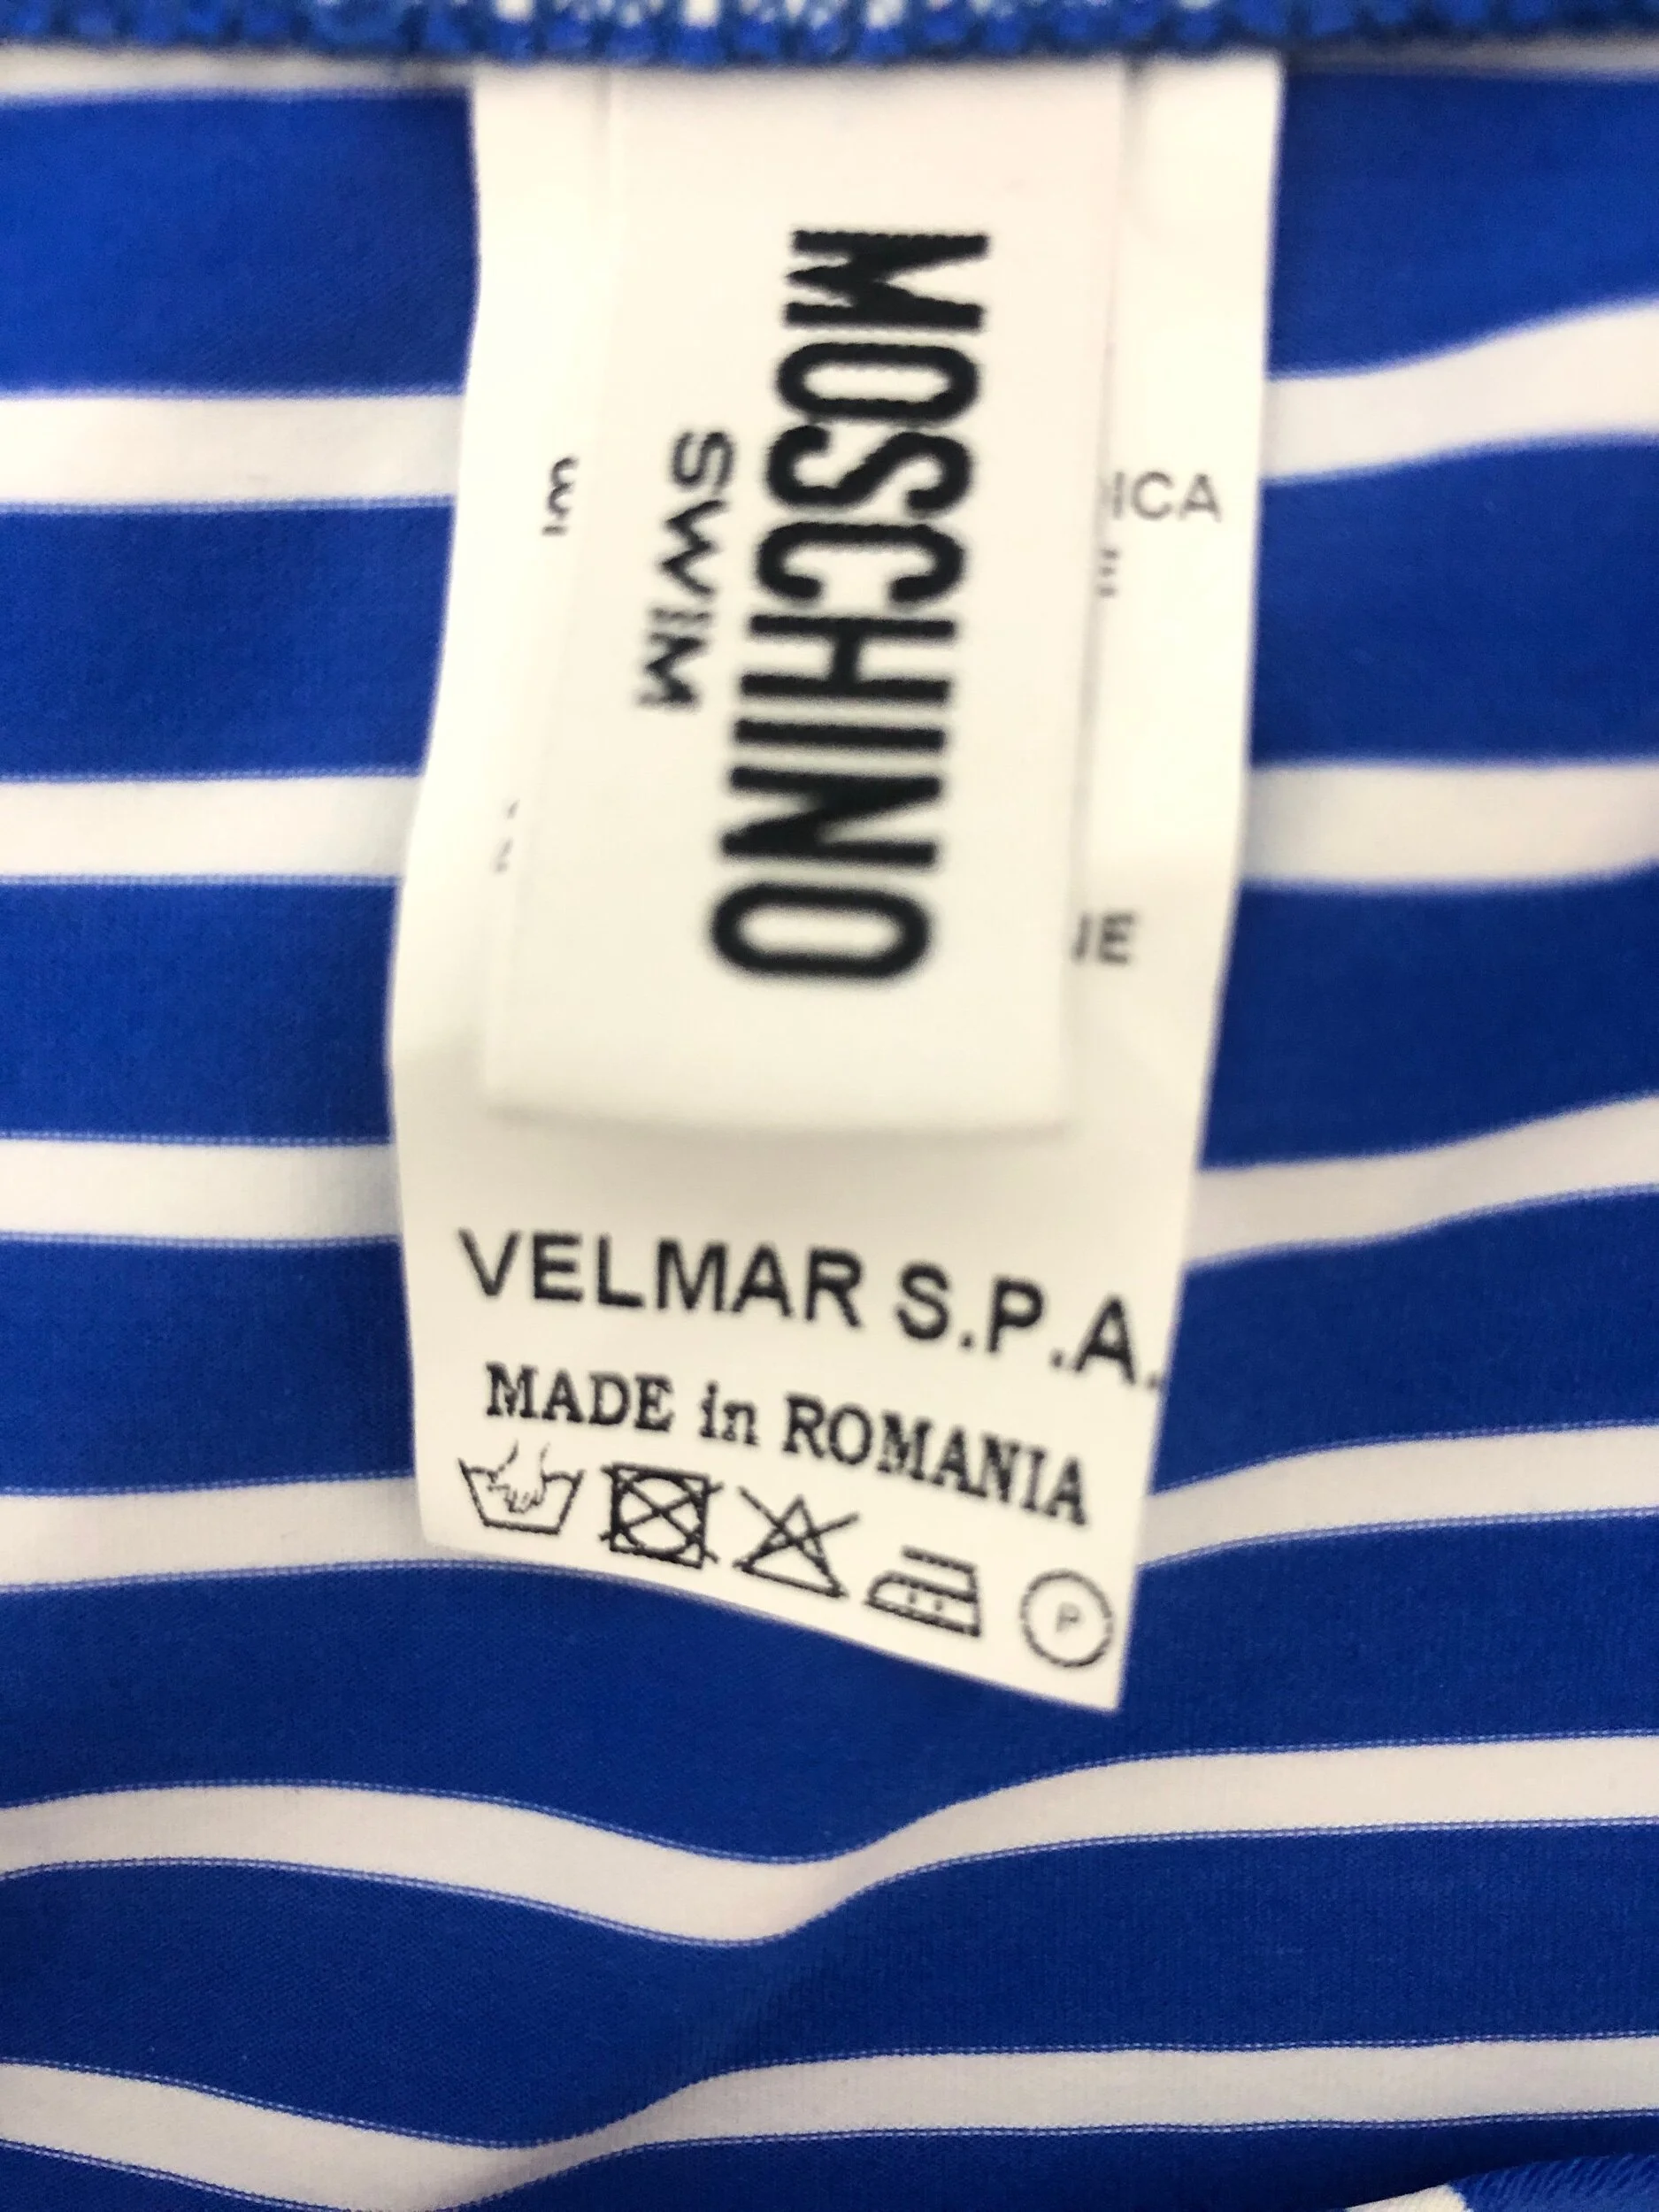 MOSCHINO
SWIM
VELMAR S.P.A.
MADE in ROMANIA
P